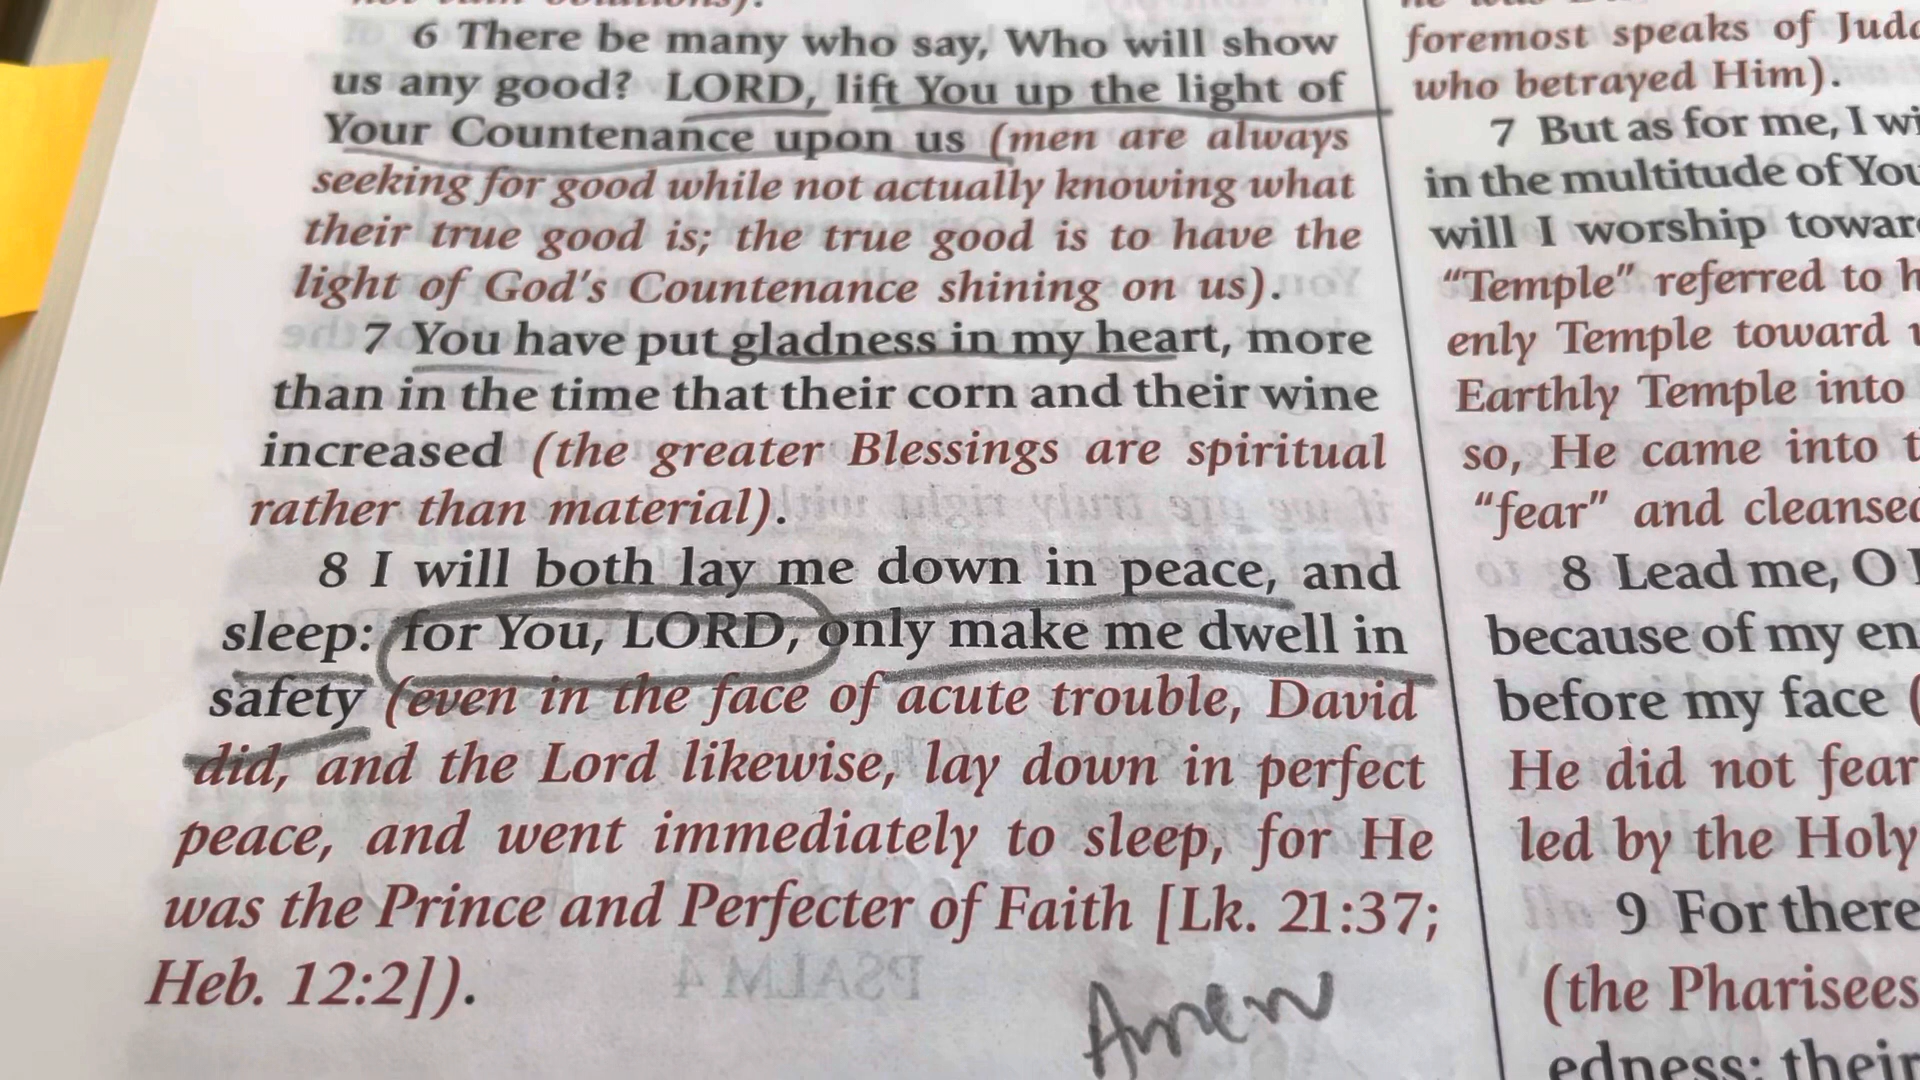 6 There be many who say, Who will show
us any good? LORD, lift You up the light of
Your Countenance upon us (men are always
seeking for good while not actually knowing what
their true good is; the true good is to have the
light of God's Countenance shining on us).
7 You have put gladness in my heart, more
than in the time that their corn and their wine
increased (the greater Blessings are spiritual
rather than material).
8 I will both lay me down in peace, and
sleep: for You, LORD, only make me dwell in
safety (even in the face of acute trouble, David
did, and the Lord likewise, lay down in perfect
peace, and went immediately to sleep, for He
was the Prince and Perfecter of Faith [Lk. 21:37;
Heb. 12:2]).
Amen
foremost speaks of
who betrayed Him).
7 But as for me, I
in the multitude of
will I worship
"Temple" referred to
enly Temple toward
Earthly Temple into
so, He came into
"fear" and
8 Lead me, O
because of my
before my face (
He did not fear
led by the Holy
9 For there
(the Pharisees
edness; their